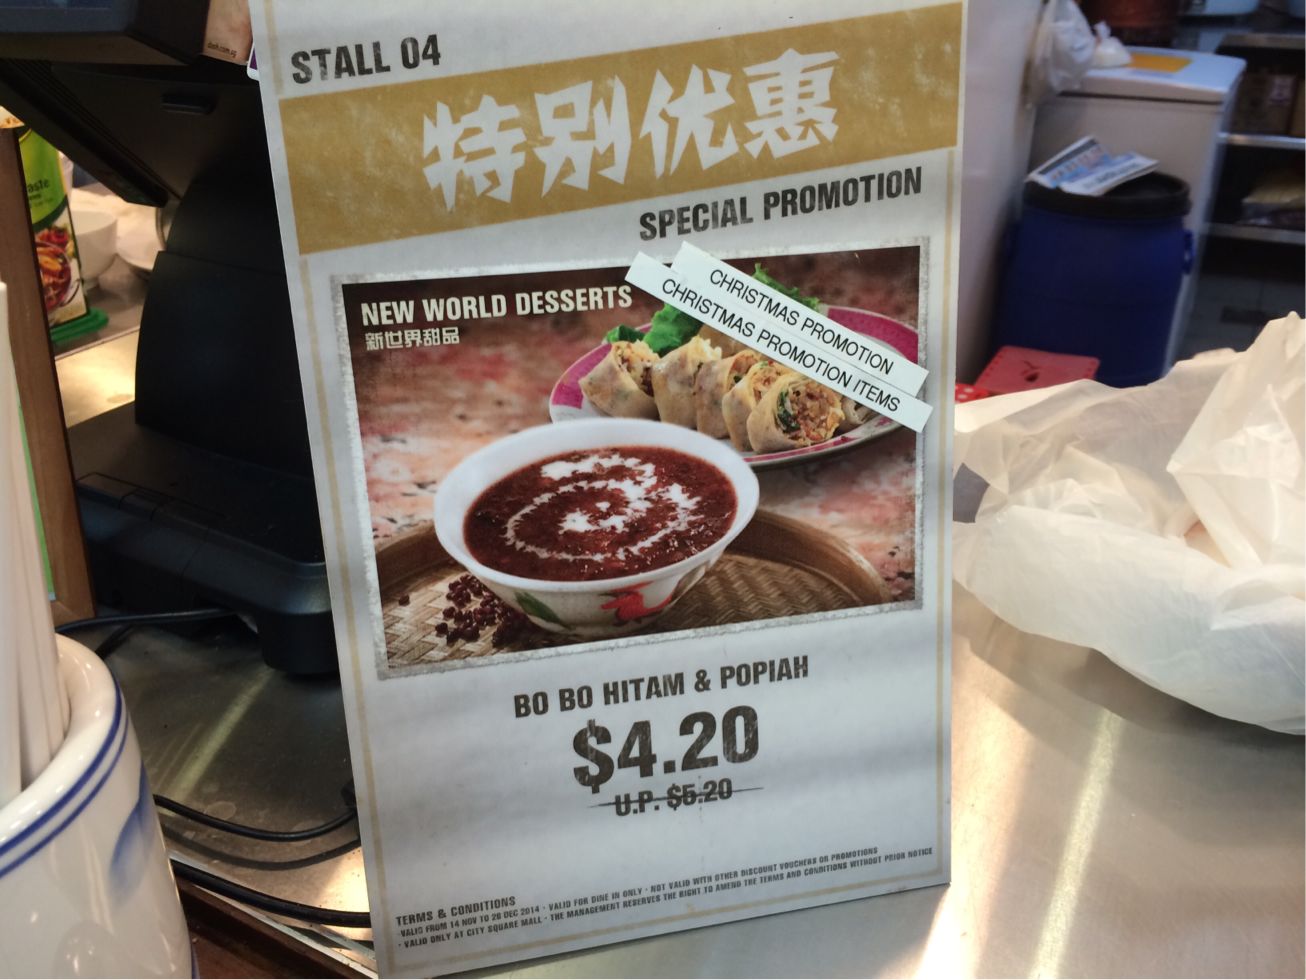 STALL 04
特别优惠
SPECIAL PROMOTION
NEW WORLD DESSERTS
新世界甜品
CHRISTMAS PROMOTION
CHRISTMAS PROMOTION ITEMS
BO BO HITAM & POPIAH
$4.20
U.P. $5.20
TERMS & CONDITIONS
· VALID FROM 14 NOV TO 28 DEC 2014 · VALID FOR DINE IN ONLY · NOT VALID WITH OTHER DISCOUNT VOUCHERS OR PROMOTIONS
· VALID ONLY AT CITY SQUARE MALL · THE MANAGEMENT RESERVES THE RIGHT TO AMEND THE TERMS AND CONDITIONS WITHOUT PRIOR NOTICE